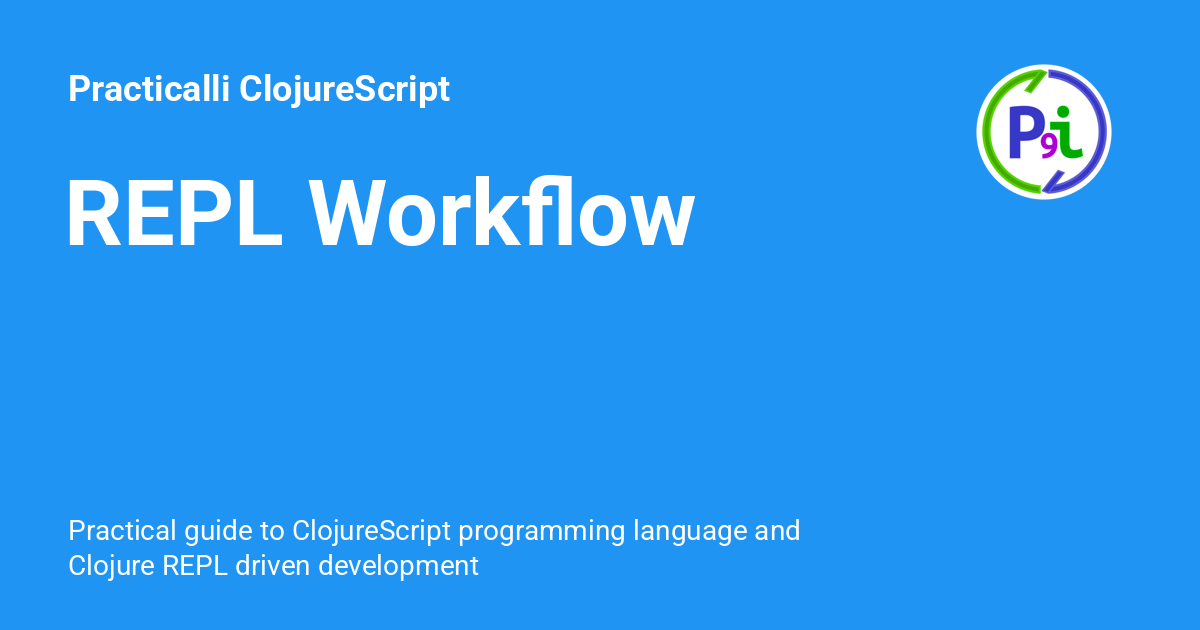 Practicalli ClojureScript
REPL Workflow
P9i
Practical guide to ClojureScript programming language and
Clojure REPL driven development